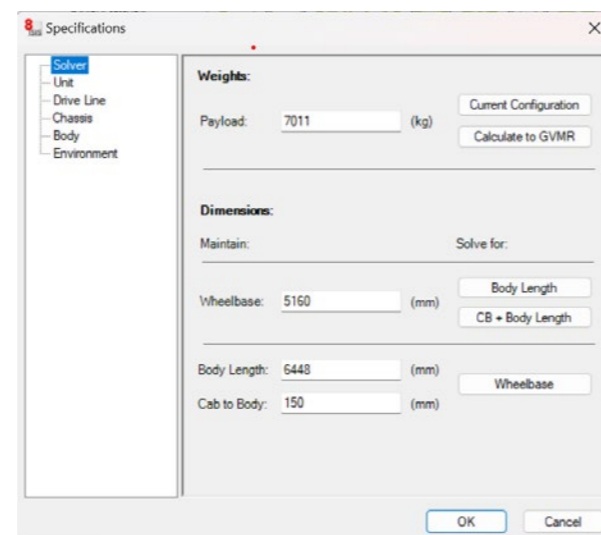 8 Specifications
Solver
Unit
Drive Line
Chassis
Body
Environment
Weights:
Payload: 7011 (kg)
Current Configuration
Calculate to GVMR
Dimensions:
Maintain: Solve for:
Wheelbase: 5160 (mm)
Body Length
CB + Body Length
Body Length: 6448 (mm)
Wheelbase
Cab to Body: 150 (mm)
OK Cancel